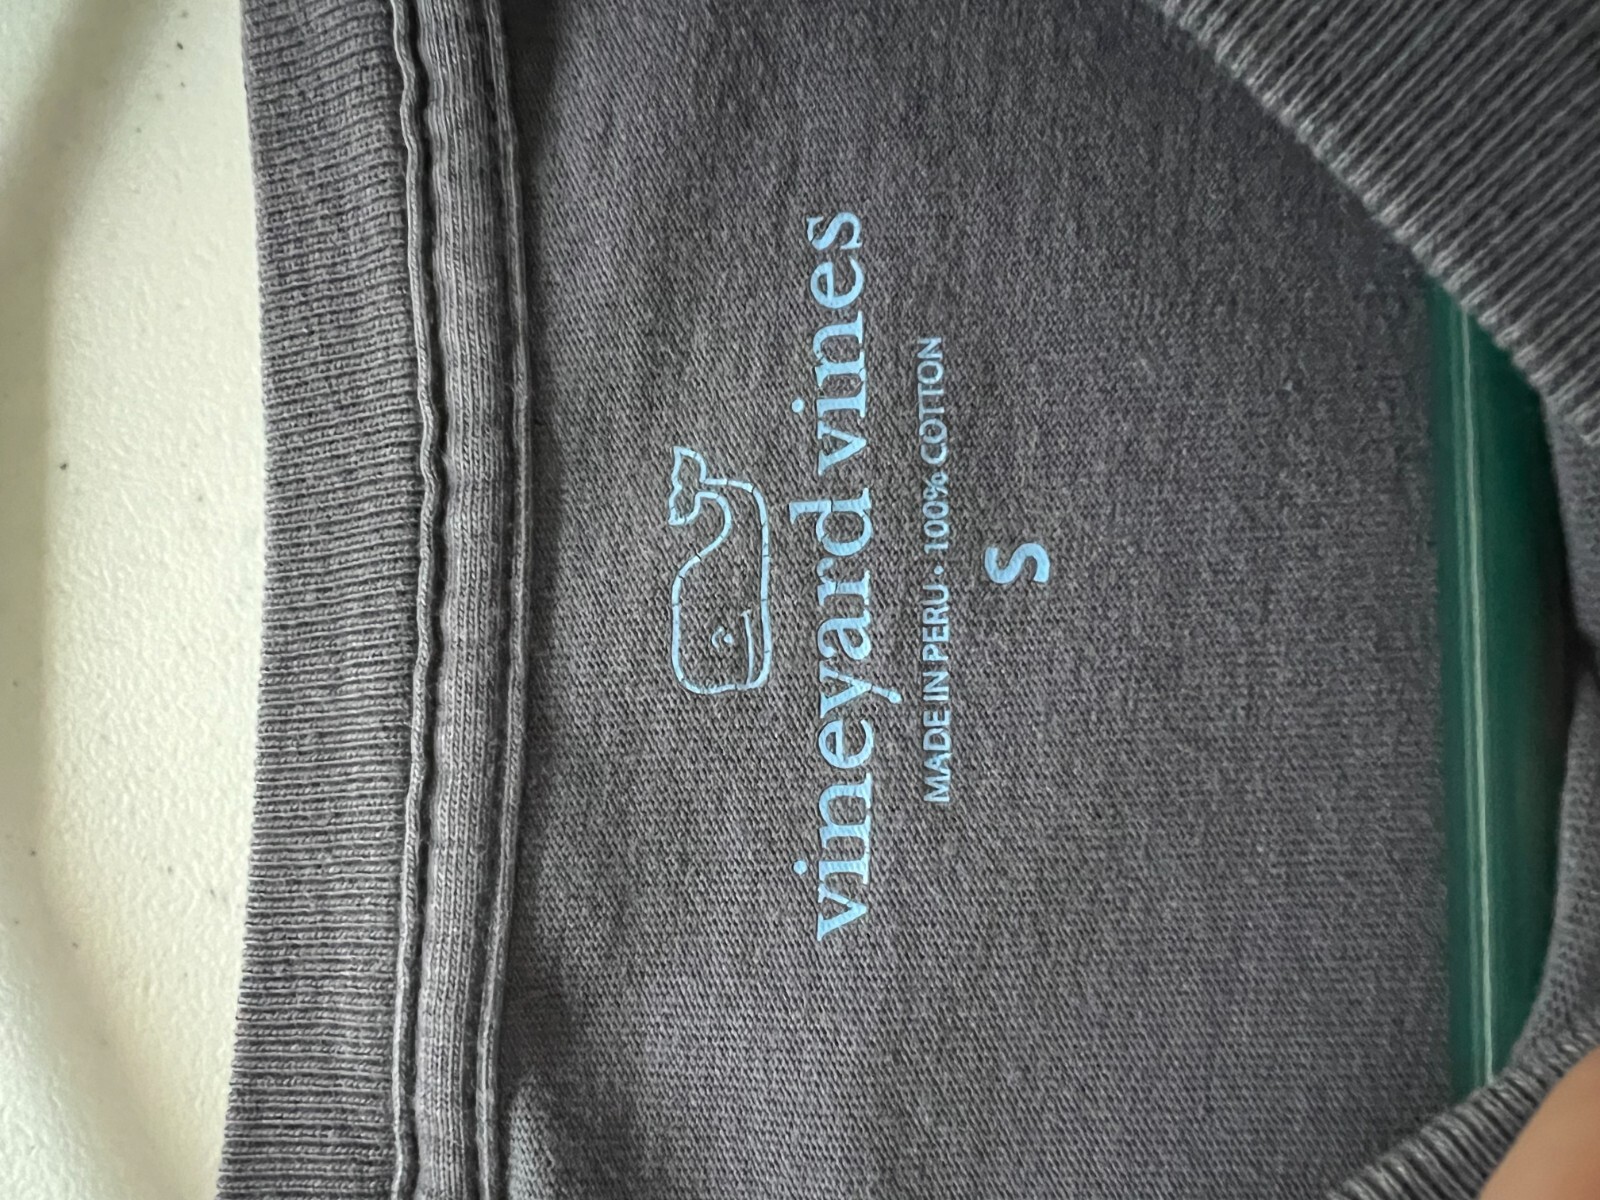 vineyard vines
MADE IN PERU • 100% COTTON
S